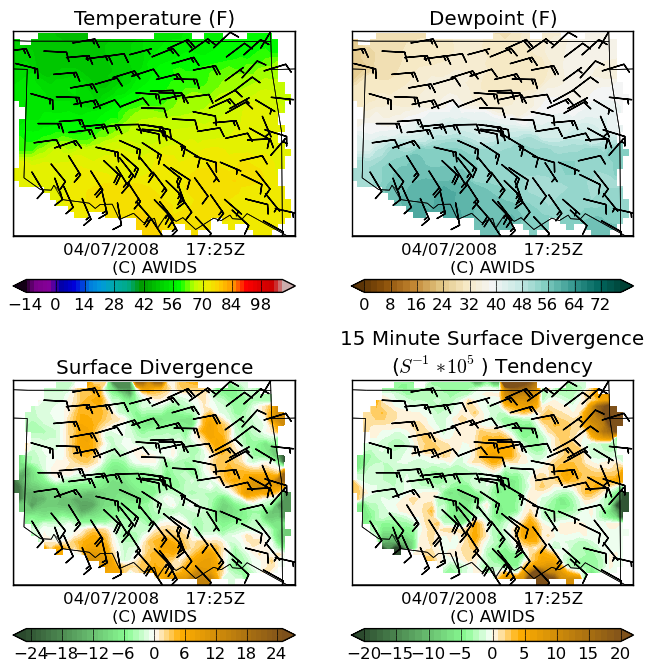 Temperature (F)
Dewpoint (F)
04/07/2008 17:25Z
(C) AWIDS
−14 0 14 28 42 56 70 84 98
04/07/2008 17:25Z
(C) AWIDS
0 8 16 24 32 40 48 56 64 72
Surface Divergence
15 Minute Surface Divergence
(S⁻¹ *10⁵ ) Tendency
04/07/2008 17:25Z
(C) AWIDS
−24 −18 −12 −6 0 6 12 18 24
04/07/2008 17:25Z
(C) AWIDS
−20 −15 −10 −5 0 5 10 15 20